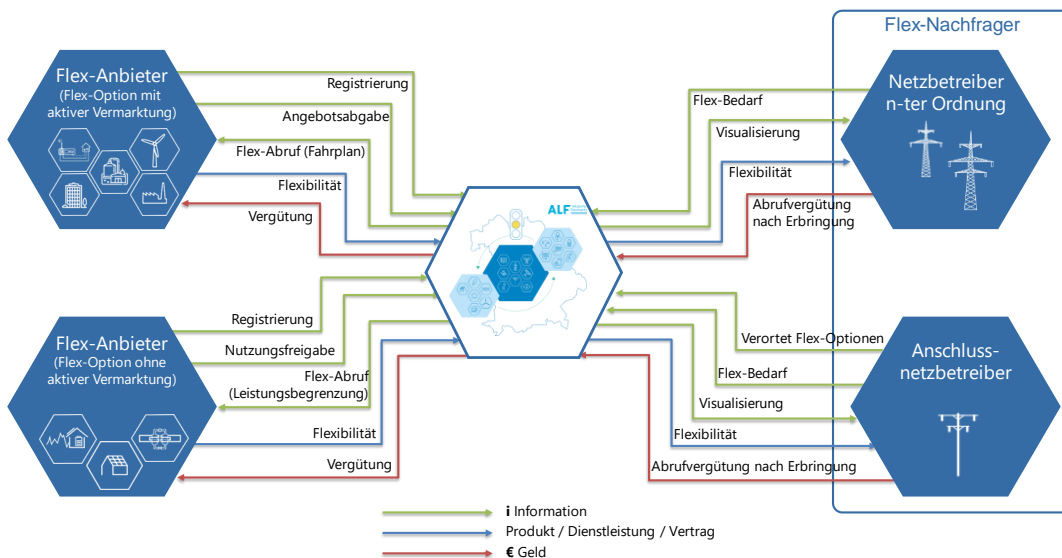 Flex-Nachfrager
Flex-Anbieter
(Flex-Option mit
aktiver Vermarktung)
Registrierung
Angebotsabgabe
Flex-Abruf (Fahrplan)
Flexibilität
Vergütung
Flex-Bedarf
Visualisierung
Flexibilität
Abrufvergütung
nach Erbringung
Netzbetreiber
n-ter Ordnung
ALF
Flex-Anbieter
(Flex-Option ohne
aktiver Vermarktung)
Registrierung
Nutzungsfreigabe
Flex-Abruf
(Leistungsbegrenzung)
Flexibilität
Vergütung
Verortet Flex-Optionen
Flex-Bedarf
Visualisierung
Flexibilität
Abrufvergütung nach Erbringung
Anschluss-
netzbetreiber
i Information
Produkt / Dienstleistung / Vertrag
€ Geld